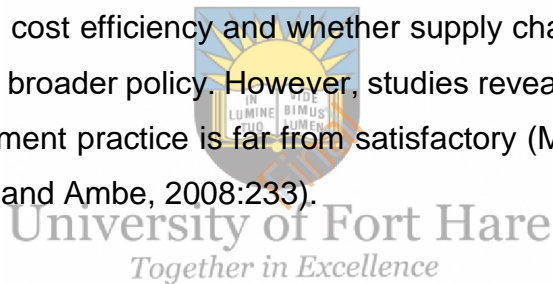 cost efficiency and whether supply cha
broader policy. However, studies revea
ment practice is far from satisfactory (M
and Ambe, 2008:233).
IN VIDE
LUMINE BIMUS
TUO LUMEN
Final
University of Fort Hare
Together in Excellence